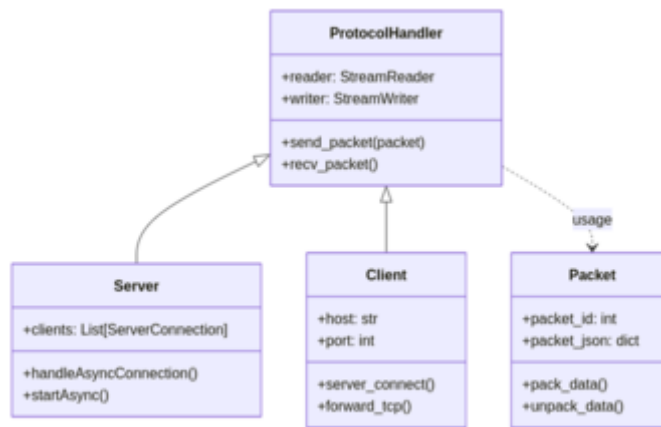 ProtocolHandler
+reader: StreamReader
+writer: StreamWriter
+send_packet(packet)
+recv_packet()
usage
Server
+clients: List[ServerConnection]
+handleAsyncConnection()
+startAsync()
Client
+host: str
+port: int
+server_connect()
+forward_tcp()
Packet
+packet_id: int
+packet_json: dict
+pack_data()
+unpack_data()